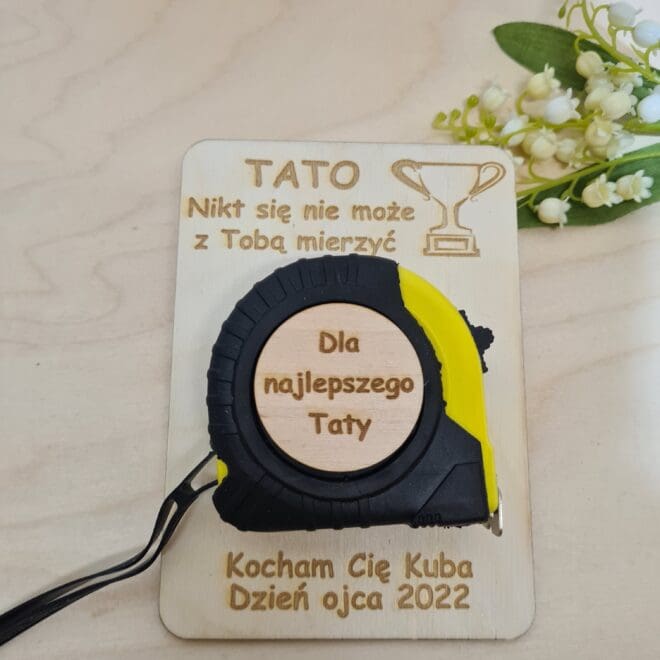 TATO
Nikt się nie może
z Tobą mierzyć
Dla
najlepszego
Taty
Kocham Cię Kuba
Dzień ojca 2022